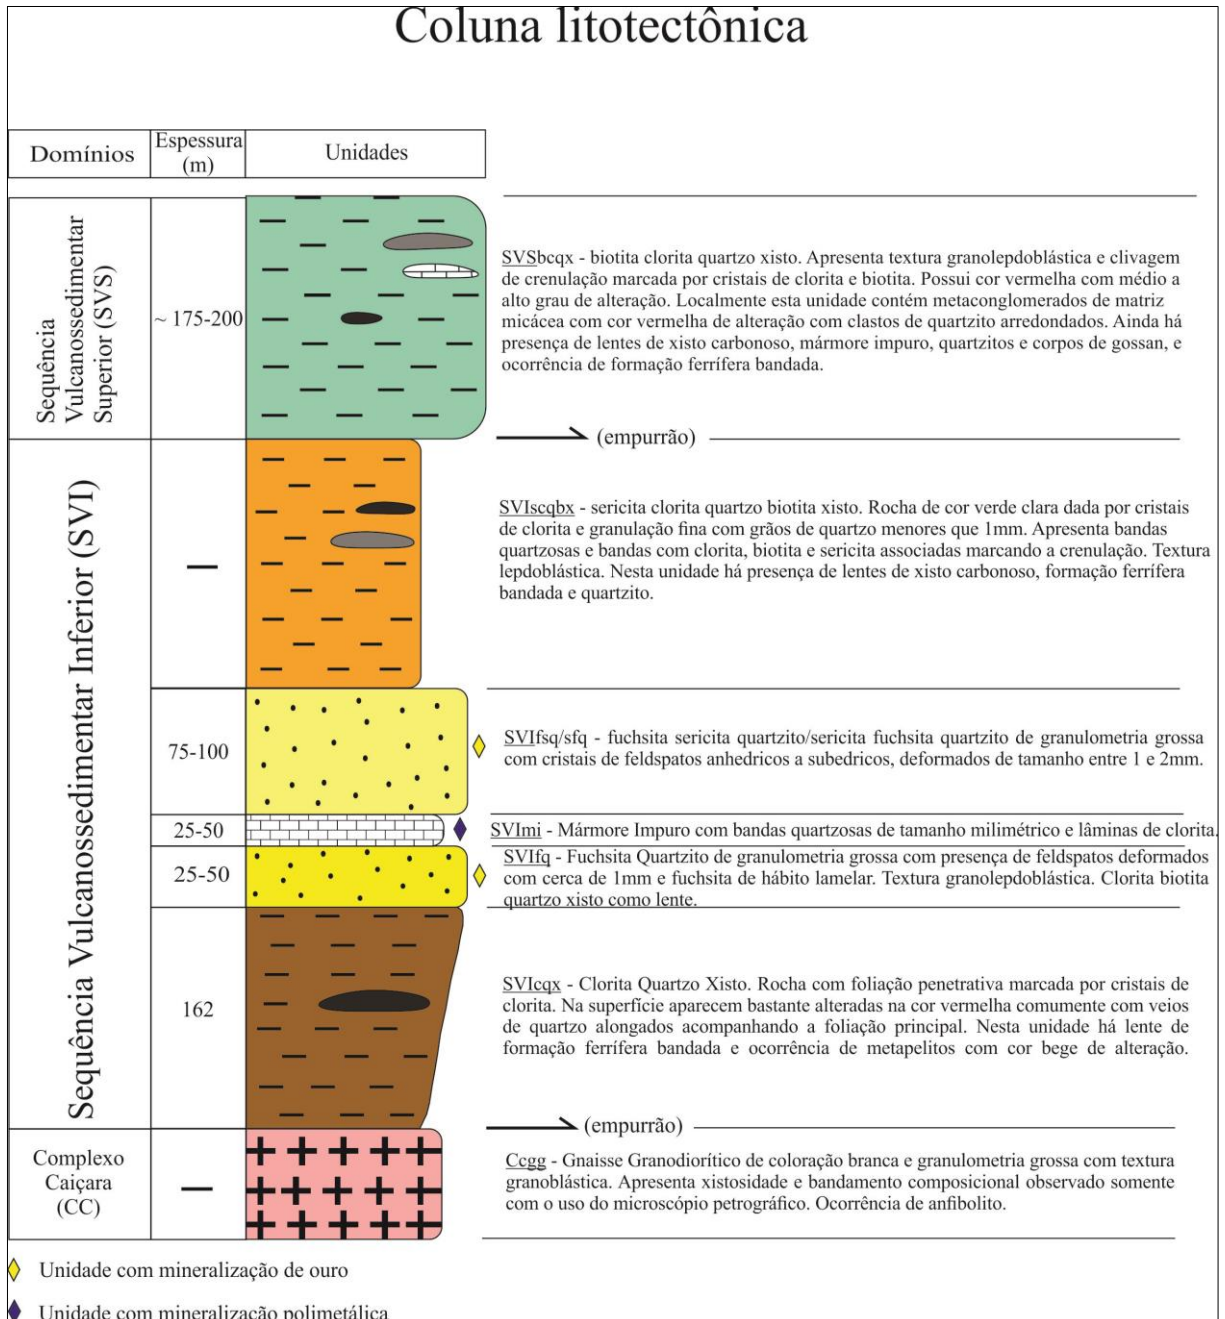 Coluna litotectônica
Domínios
Espessura
(m)
Unidades
Sequência
Vulcanossedimentar
Superior (SVS)
~ 175-200
SVSbcqx - biotita clorita quartzo xisto. Apresenta textura granolepdoblástica e clivagem
de crenulação marcada por cristais de clorita e biotita. Possui cor vermelha com médio a
alto grau de alteração. Localmente esta unidade contém metaconglomerados de matriz
micácea com cor vermelha de alteração com clastos de quartzito arredondados. Ainda há
presença de lentes de xisto carbonoso, mármore impuro, quartzitos e corpos de gossan, e
ocorrência de formação ferrífera bandada.
(empurrão)
Sequência Vulcanossedimentar Inferior (SVI)
SVIscqbx - sericita clorita quartzo biotita xisto. Rocha de cor verde clara dada por cristais
de clorita e granulação fina com grãos de quartzo menores que 1mm. Apresenta bandas
quartzosas e bandas com clorita, biotita e sericita associadas marcando a crenulação. Textura
lepdoblástica. Nesta unidade há presença de lentes de xisto carbonoso, formação ferrífera
bandada e quartzito.
75-100
SVIfsq/sfq - fuchsita sericita quartzito/sericita fuchsita quartzito de granulometria grossa
com cristais de feldspatos anhedricos a subedricos, deformados de tamanho entre 1 e 2mm.
25-50
SVImi - Mármore Impuro com bandas quartzosas de tamanho milimétrico e lâminas de clorita.
25-50
SVIfq - Fuchsita Quartzito de granulometria grossa com presença de feldspatos deformados
com cerca de 1mm e fuchsita de hábito lamelar. Textura granolepdoblástica. Clorita biotita
quartzo xisto como lente.
162
SVIcqx - Clorita Quartzo Xisto. Rocha com foliação penetrativa marcada por cristais de
clorita. Na superfície aparecem bastante alteradas na cor vermelha comumente com veios
de quartzo alongados acompanhando a foliação principal. Nesta unidade há lente de
formação ferrífera bandada e ocorrência de metapelitos com cor bege de alteração.
(empurrão)
Complexo
Caiçara
(CC)
Ccgg - Gnaisse Granodiorítico de coloração branca e granulometria grossa com textura
granoblástica. Apresenta xistosidade e bandamento composicional observado somente
com o uso do microscópio petrográfico. Ocorrência de anfibolito.
Unidade com mineralização de ouro
Unidade com mineralização polimetálica